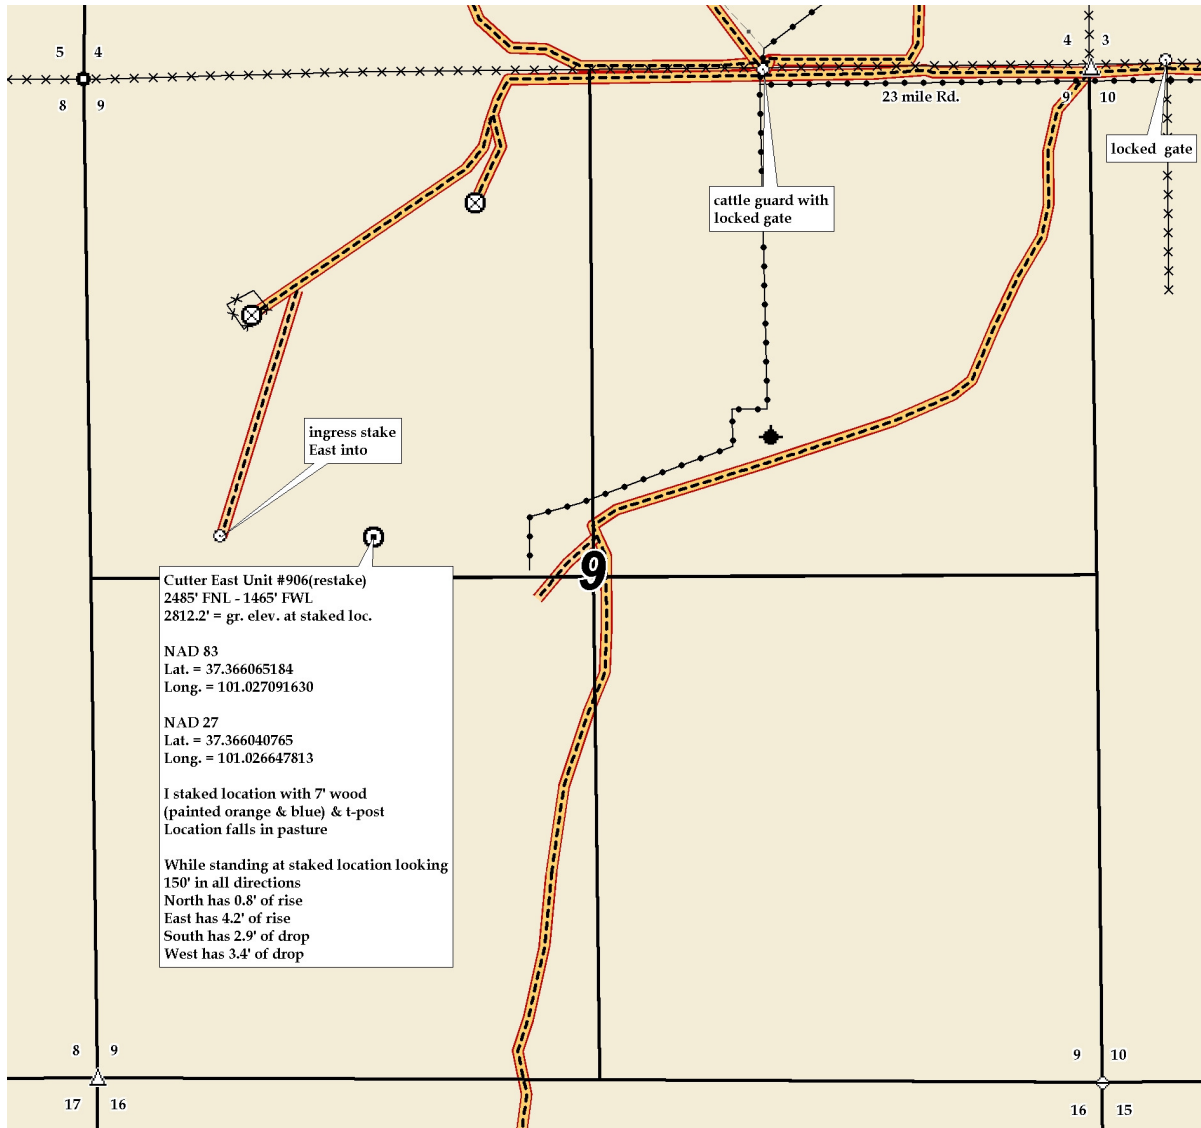 5 4
4 3
8 9
9 10
23 mile Rd.
locked gate
cattle guard with
locked gate
ingress stake
East into
9
Cutter East Unit #906(restake)
2485' FNL - 1465' FWL
2812.2' = gr. elev. at staked loc.
NAD 83
Lat. = 37.366065184
Long. = 101.027091630
NAD 27
Lat. = 37.366040765
Long. = 101.026647813
I staked location with 7' wood
(painted orange & blue) & t-post
Location falls in pasture
While standing at staked location looking
150' in all directions
North has 0.8' of rise
East has 4.2' of rise
South has 2.9' of drop
West has 3.4' of drop
8 9
9 10
17 16
16 15